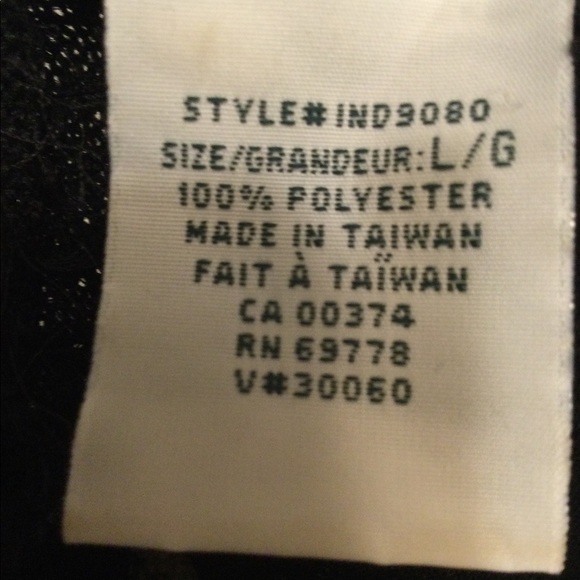 STYLE#IND9080
SIZE/GRANDEUR:L/G
100% POLYESTER
MADE IN TAIWAN
FAIT À TAÏWAN
CA 00374
RN 69778
V#30060